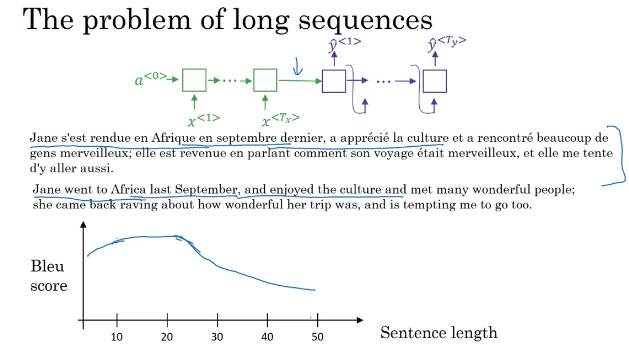 The problem of long sequences
ŷ<1> ŷ<Ty>
a<0>
x<1> x<Tx>
Jane s'est rendue en Afrique en septembre dernier, a apprécié la culture et a rencontré beaucoup de
gens merveilleux; elle est revenue en parlant comment son voyage était merveilleux, et elle me tente
d'y aller aussi.
Jane went to Africa last September, and enjoyed the culture and met many wonderful people;
she came back raving about how wonderful her trip was, and is tempting me to go too.
Bleu
score
10 20 30 40 50
Sentence length